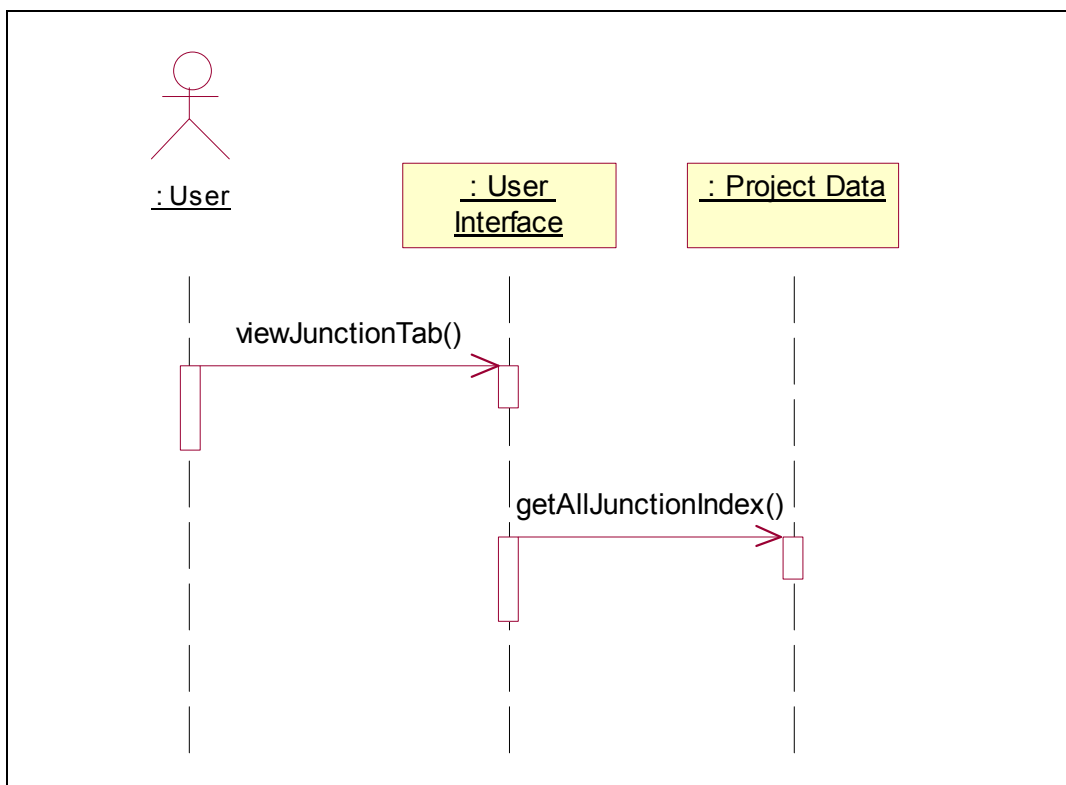 : User
: User
Interface
: Project Data
viewJunctionTab()
getAllJunctionIndex()